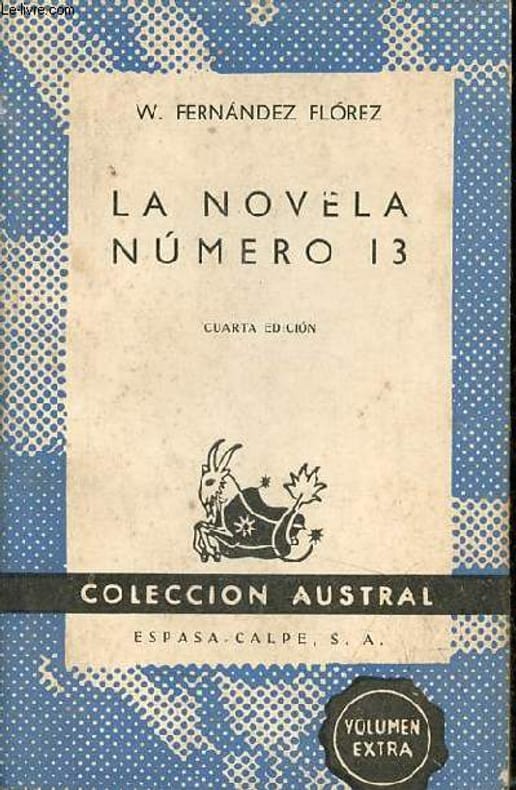 Le-livre.com
W. FERNÁNDEZ FLÓREZ
LA NOVELA
NÚMERO 13
CUARTA EDICIÓN
COLECCION AUSTRAL
ESPASA-CALPE, S. A.
VOLUMEN
EXTRA